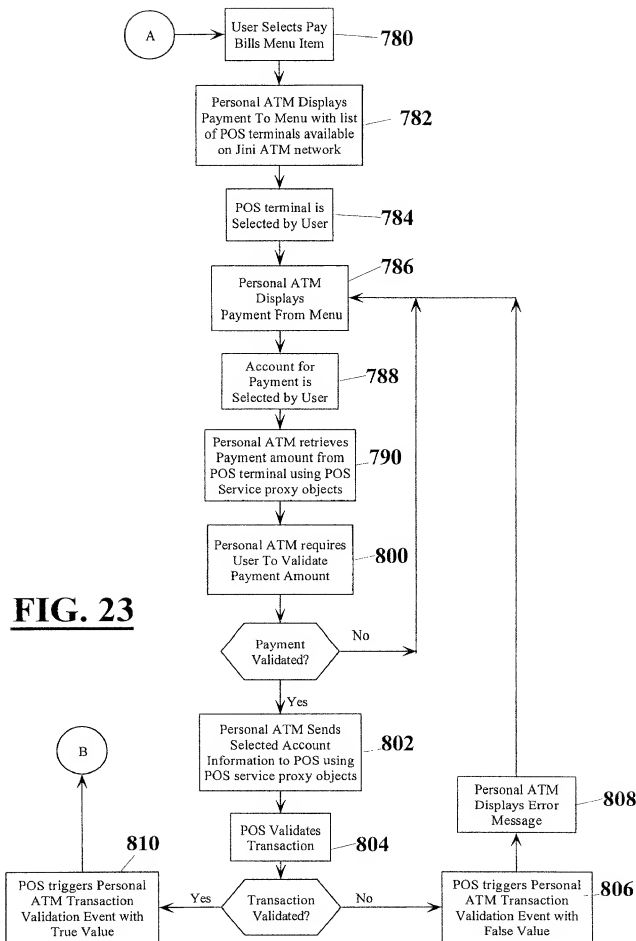 A
User Selects Pay
Bills Menu Item
780
Personal ATM Displays
Payment To Menu with list
of POS terminals available
on Jini ATM network
782
POS terminal is
Selected by User
784
786
Personal ATM
Displays
Payment From Menu
Account for
Payment is
Selected by User
788
Personal ATM retrieves
Payment amount from
POS terminal using POS
Service proxy objects
790
Personal ATM requires
User To Validate
Payment Amount
800
FIG. 23
Payment
Validated?
No
Yes
Personal ATM Sends
Selected Account
Information to POS using
POS service proxy objects
802
B
Personal ATM
Displays Error
Message
808
POS Validates
Transaction
804
810
POS triggers Personal
ATM Transaction
Validation Event with
True Value
Yes
Transaction
Validated?
No
POS triggers Personal
ATM Transaction
Validation Event with
False Value
806